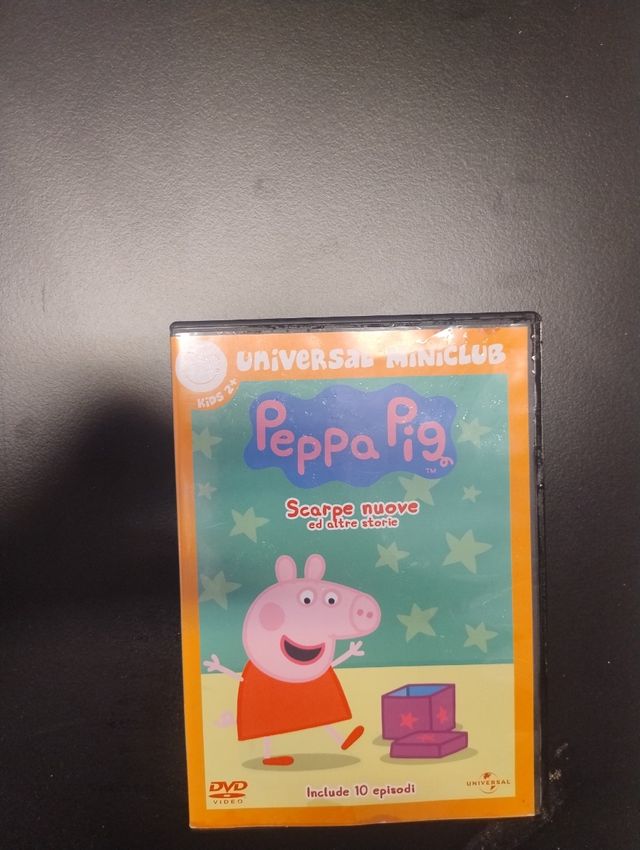 UNIVERSAL MINICLUB
KIDS 2+
Peppa Pig
TM
Scarpe nuove
ed altre storie
Include 10 episodi
DVD
VIDEO
UNIVERSAL